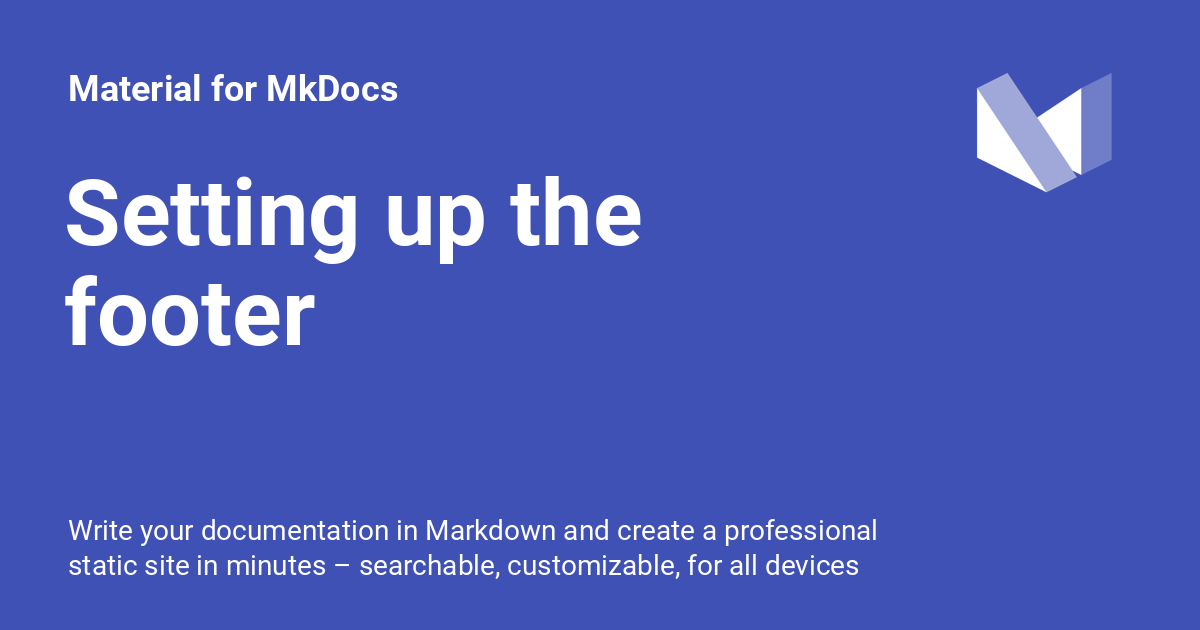 Material for MkDocs
Setting up the
footer
Write your documentation in Markdown and create a professional
static site in minutes – searchable, customizable, for all devices